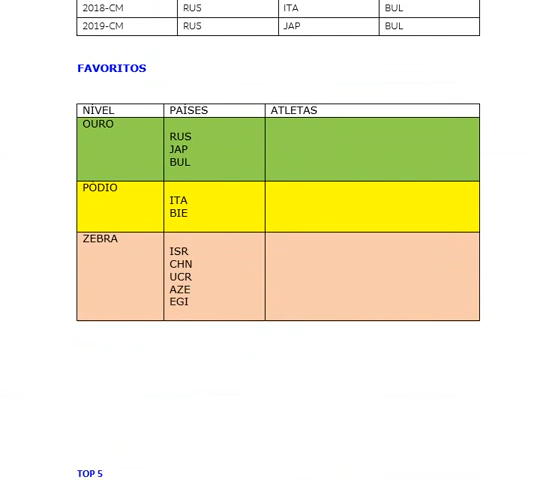 2018-CM RUS ITA BUL
2019-CM RUS JAP BUL
FAVORITOS
NÍVEL PAÍSES ATLETAS
OURO
RUS
JAP
BUL
PÓDIO
ITA
BIE
ZEBRA
ISR
CHN
UCR
AZE
EGI
TOP 5